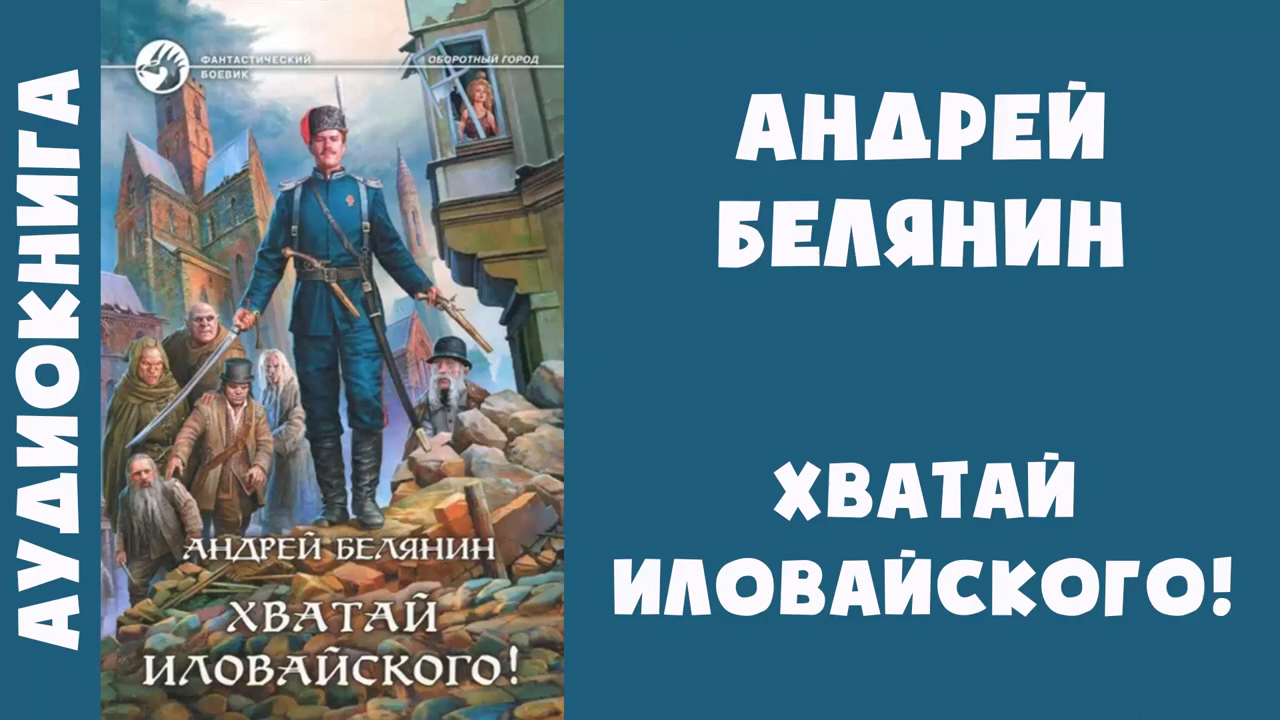 АУДИОКНИГА
ФАНТАСТИЧЕСКИЙ
БОЕВИК
ОБОРОТНЫЙ ГОРОД
АНДРЕЙ БЕЛЯНИН
ХВАТАЙ
ИЛОВАЙСКОГО!
АНДРЕЙ
БЕЛЯНИН
ХВАТАЙ
ИЛОВАЙСКОГО!